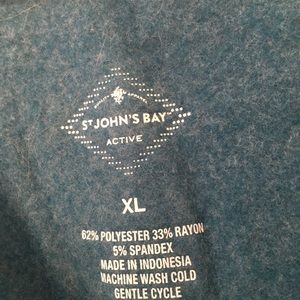 ST JOHN'S BAY
ACTIVE
XL
62% POLYESTER 33% RAYON
5% SPANDEX
MADE IN INDONESIA
MACHINE WASH COLD
GENTLE CYCLE